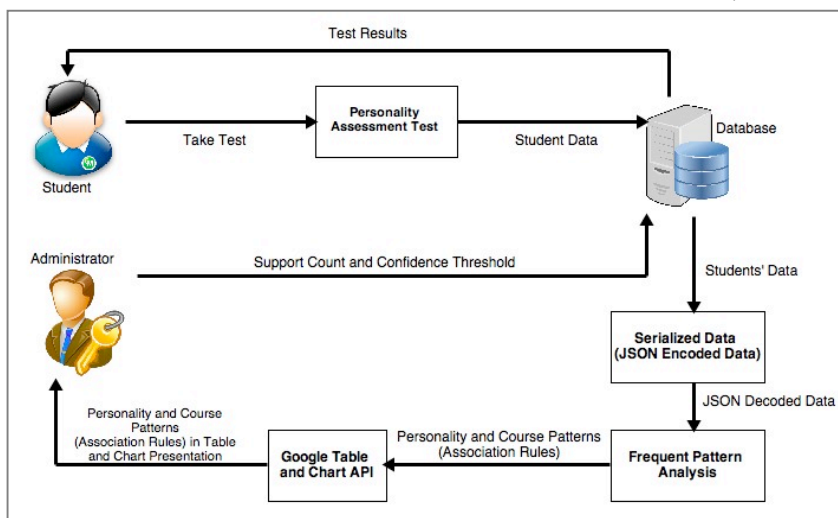 Test Results
Personality
Assessment Test
Take Test
Student Data
Database
Student
Administrator
Support Count and Confidence Threshold
Students' Data
Serialized Data
(JSON Encoded Data)
JSON Decoded Data
Personality and Course
Patterns
(Association Rules) in Table
and Chart Presentation
Google Table
and Chart API
Personality and Course Patterns
(Association Rules)
Frequent Pattern
Analysis